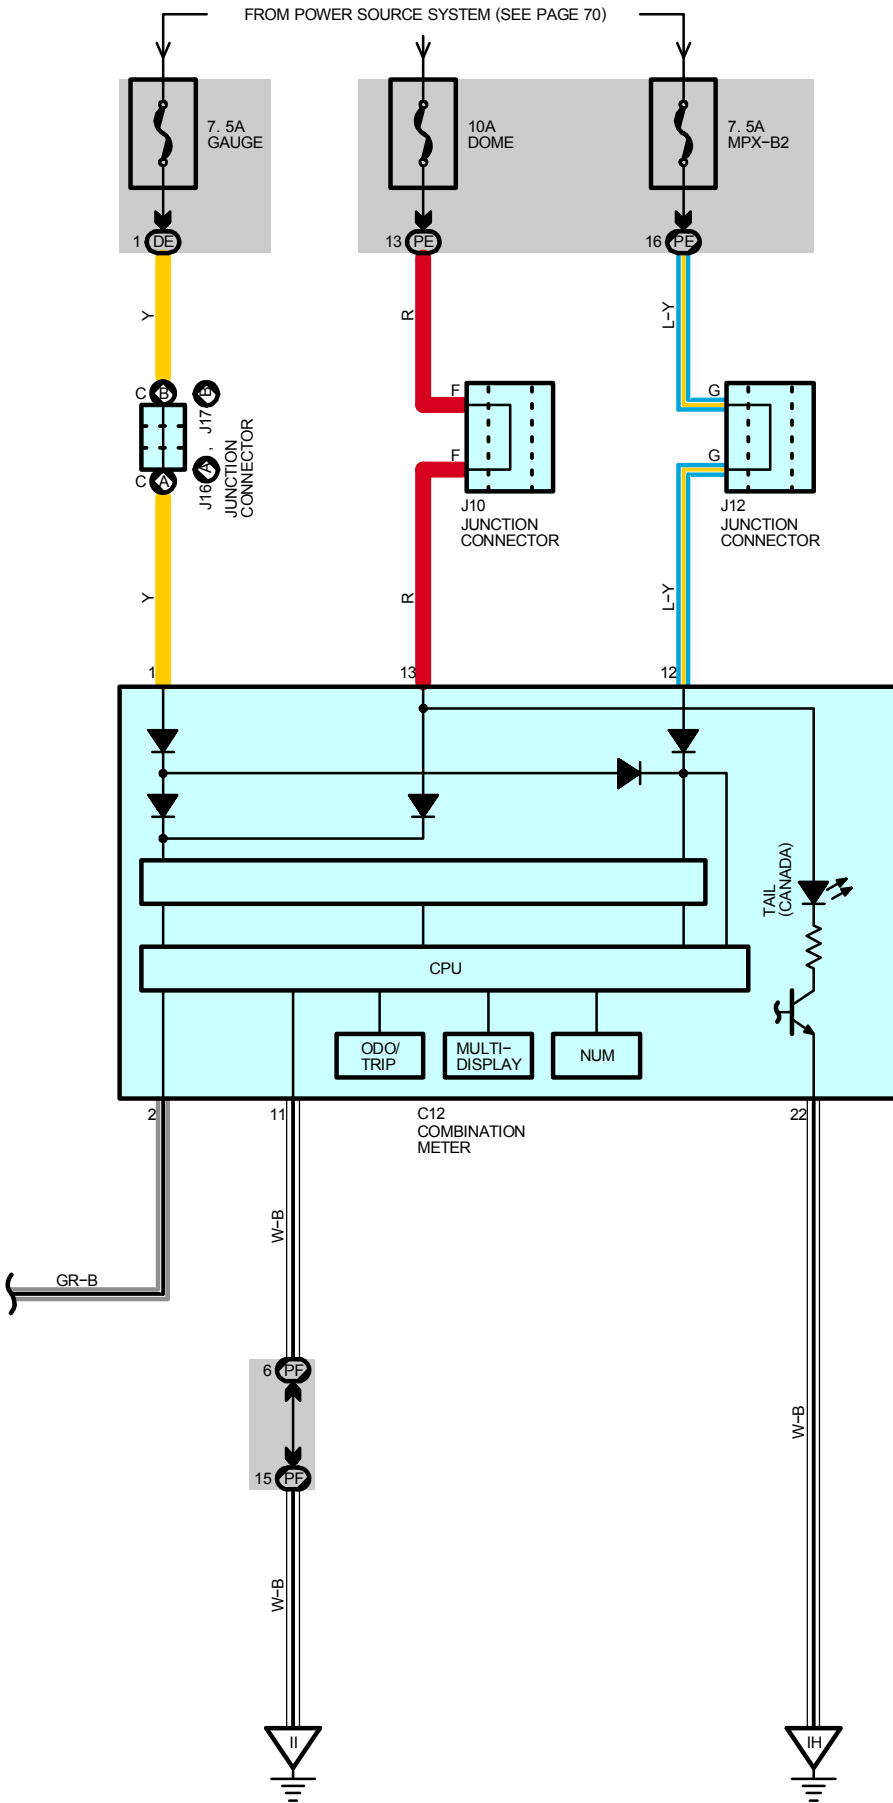 FROM POWER SOURCE SYSTEM (SEE PAGE 70)
7. 5A
GAUGE
10A
DOME
7. 5A
MPX−B2
1 DE
13 PE
16 PE
Y
R
L−Y
C B
J16 A , J17 B
JUNCTION
CONNECTOR
C A
F
F
J10
JUNCTION
CONNECTOR
G
G
J12
JUNCTION
CONNECTOR
Y
R
L−Y
1
13
12
TAIL
(CANADA)
CPU
ODO/
TRIP
MULTI−
DISPLAY
NUM
2
11
C12
COMBINATION
METER
22
W−B
GR−B
6 PF
15 PF
W−B
W−B
II
IH